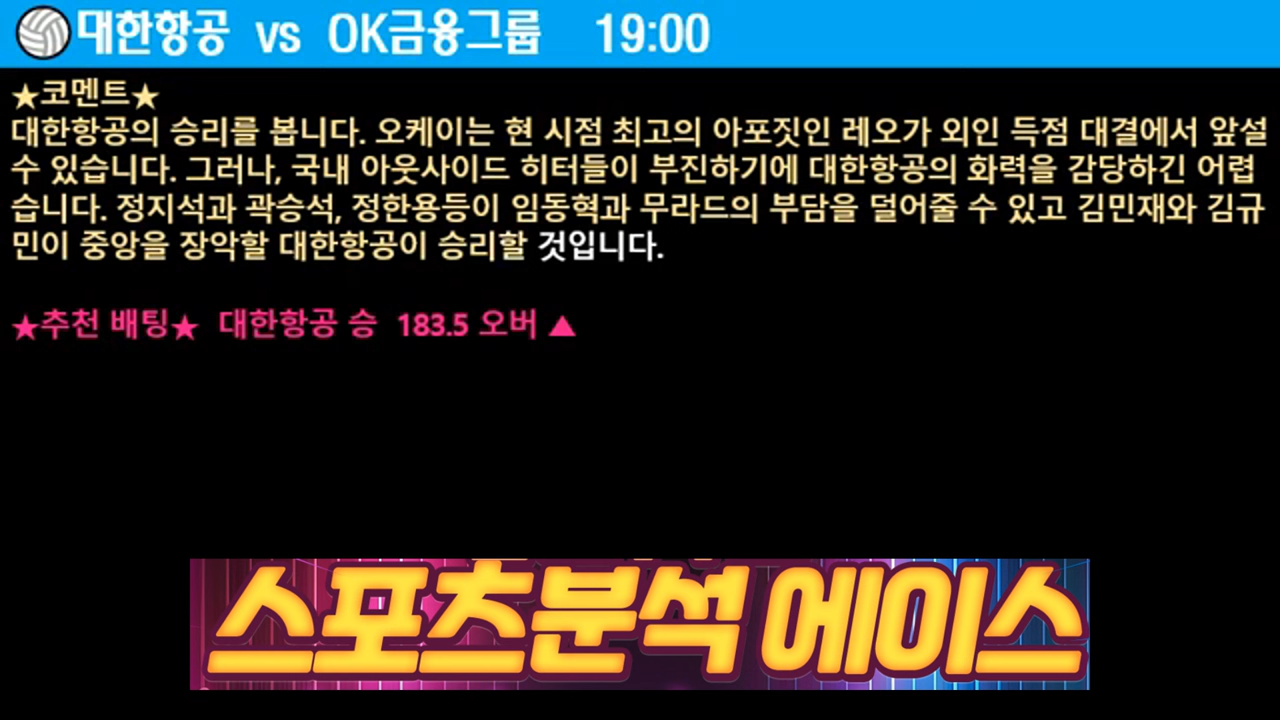 대한항공 vs OK금융그룹 19:00
★코멘트★
대한항공의 승리를 봅니다. 오케이는 현 시점 최고의 아포짓인 레오가 외인 득점 대결에서 앞설
수 있습니다. 그러나, 국내 아웃사이드 히터들이 부진하기에 대한항공의 화력을 감당하긴 어렵
습니다. 정지석과 곽승석, 정한용등이 임동혁과 무라드의 부담을 덜어줄 수 있고 김민재와 김규
민이 중앙을 장악할 대한항공이 승리할 것입니다.
★추천 배팅★ 대한항공 승 183.5 오버 ▲
스포츠분석 에이스